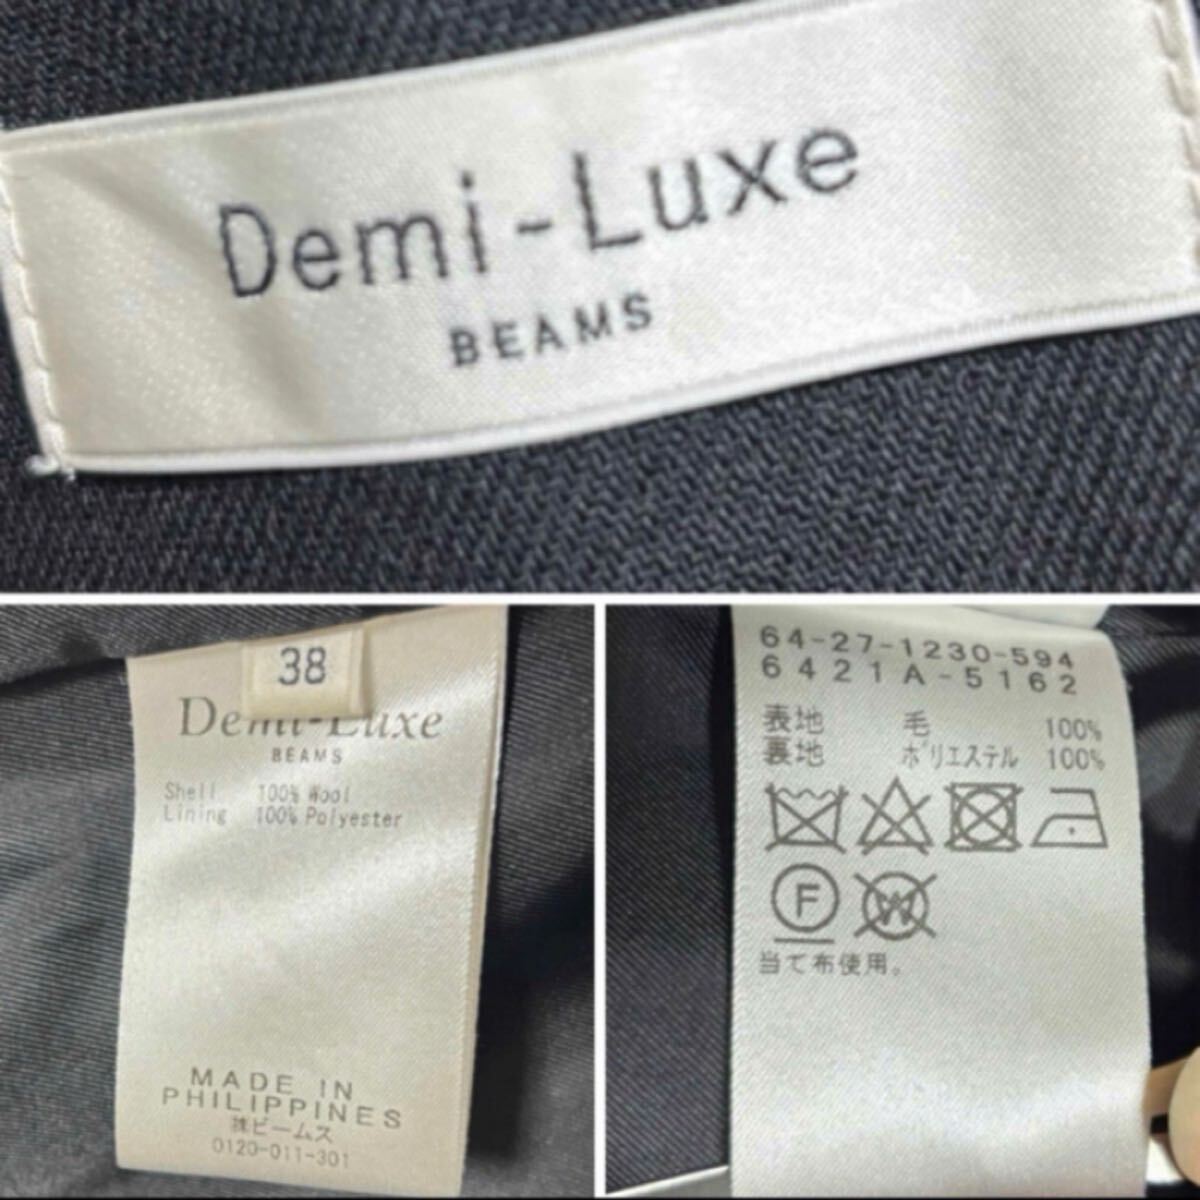 Demi-Luxe
BEAMS
38
Demi-Luxe
BEAMS
Shell 100% Wool
Lining 100% Polyester
MADE IN
PHILIPPINES
㈱ビームス
0120-011-301
64-27-1230-594
6421A-5162
表地 毛 100%
裏地 ポリエステル 100%
F
W
当て布使用。